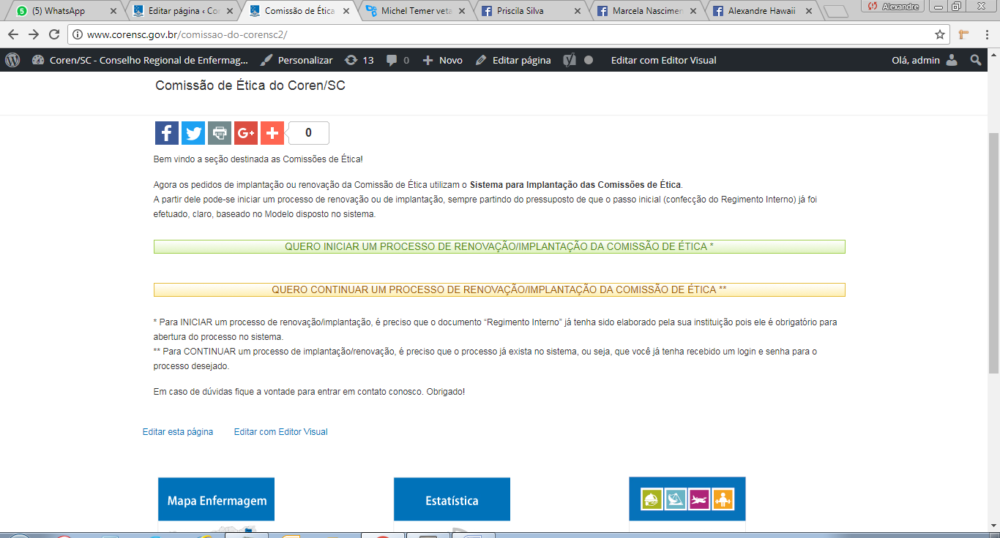 (5) WhatsApp
Editar página ‹ Cor
Comissão de Ética
Michel Temer veta
Priscila Silva
Marcela Nascimen
Alexandre Hawaii
Alexandre
www.corensc.gov.br/comissao-do-corensc2/
Coren/SC - Conselho Regional de Enfermag...
Personalizar
13
0
Novo
Editar página
Editar com Editor Visual
Olá, admin
Comissão de Ética do Coren/SC
0
Bem vindo a seção destinada as Comissões de Ética!
Agora os pedidos de implantação ou renovação da Comissão de Ética utilizam o Sistema para Implantação das Comissões de Ética.
A partir dele pode-se iniciar um processo de renovação ou de implantação, sempre partindo do pressuposto de que o passo inicial (confecção do Regimento Interno) já foi
efetuado, claro, baseado no Modelo disposto no sistema.
QUERO INICIAR UM PROCESSO DE RENOVAÇÃO/IMPLANTAÇÃO DA COMISSÃO DE ÉTICA *
QUERO CONTINUAR UM PROCESSO DE RENOVAÇÃO/IMPLANTAÇÃO DA COMISSÃO DE ÉTICA **
* Para INICIAR um processo de renovação/implantação, é preciso que o documento “Regimento Interno” já tenha sido elaborado pela sua instituição pois ele é obrigatório para
abertura do processo no sistema.
** Para CONTINUAR um processo de implantação/renovação, é preciso que o processo já exista no sistema, ou seja, que você já tenha recebido um login e senha para o
processo desejado.
Em caso de dúvidas fique a vontade para entrar em contato conosco. Obrigado!
Editar esta página
Editar com Editor Visual
Mapa Enfermagem
Estatística